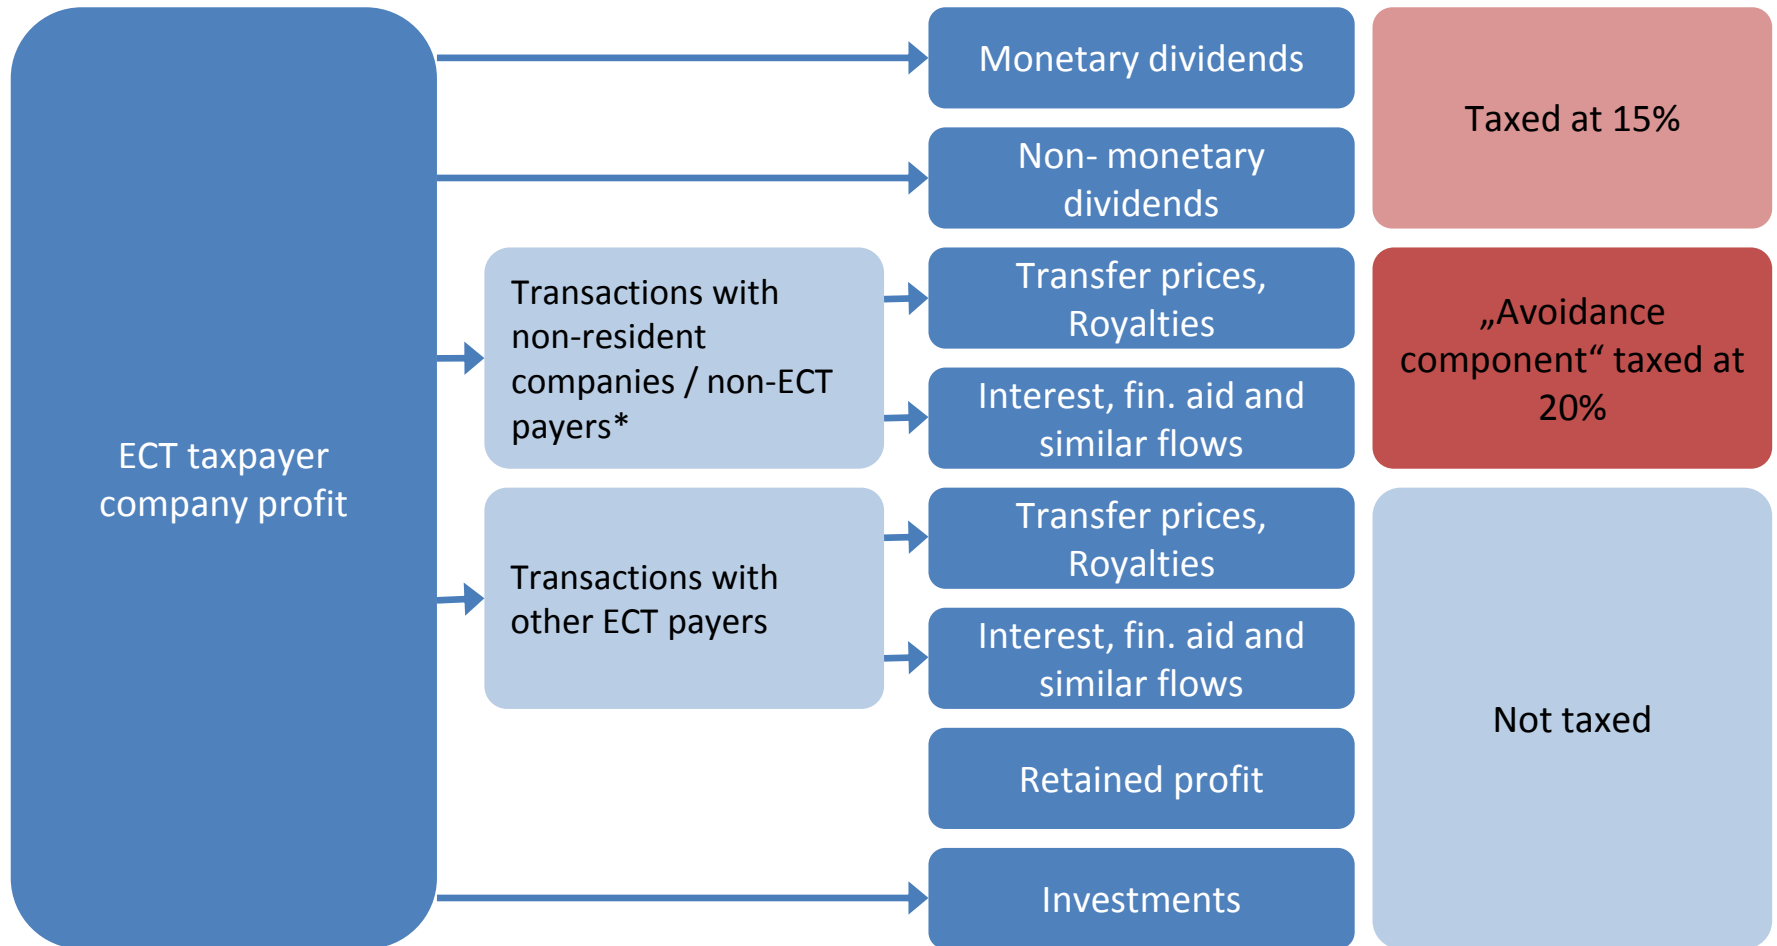 ECT taxpayer
company profit
Transactions with
non-resident
companies / non-ECT
payers*
Transactions with
other ECT payers
Monetary dividends
Non- monetary
dividends
Transfer prices,
Royalties
Interest, fin. aid and
similar flows
Transfer prices,
Royalties
Interest, fin. aid and
similar flows
Retained profit
Investments
Taxed at 15%
„Avoidance
component“ taxed at
20%
Not taxed